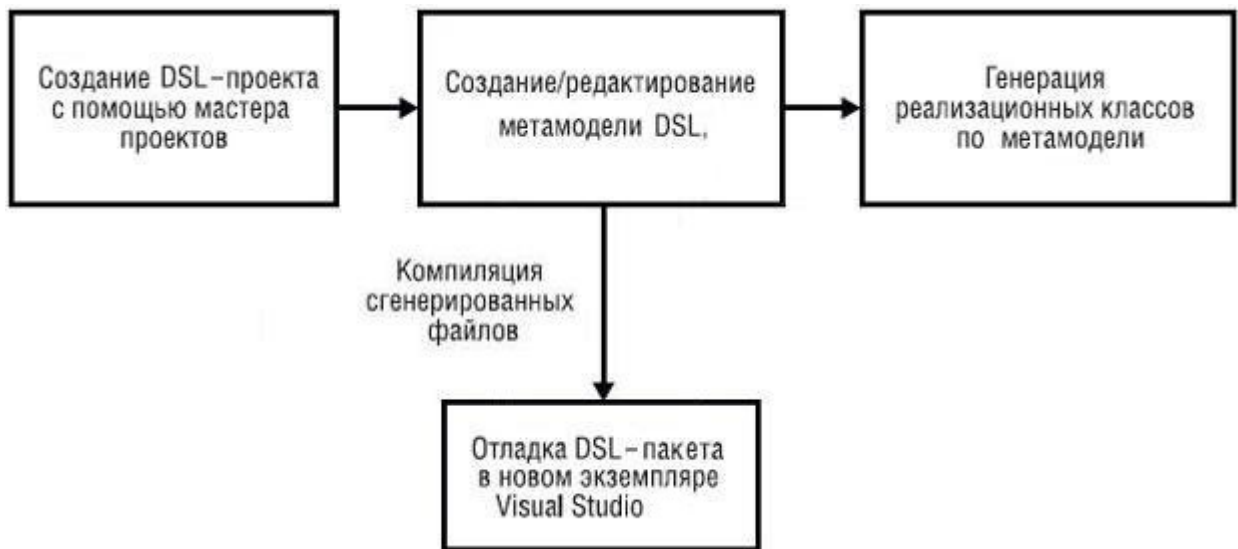 Создание DSL–проекта
с помощью мастера
проектов
Создание/редактирование
метамодели DSL,
Генерация
реализационных классов
по метамодели
Компиляция
сгенерированных
файлов
Отладка DSL–пакета
в новом экземпляре
Visual Studio